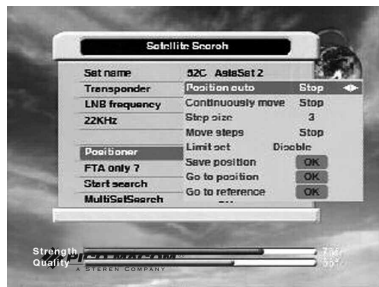 Satellite Search
Sat name 52C AsiaSat 2
Transponder
LNB frequency
22KHz
Positioner
FTA only ?
Start search
MultiSatSearch
Position auto Stop
Continuously move Stop
Step size 3
Move steps Stop
Limit set Disable
Save position OK
Go to position OK
Go to reference OK
Strength
Quality
A STEREN COMPANY